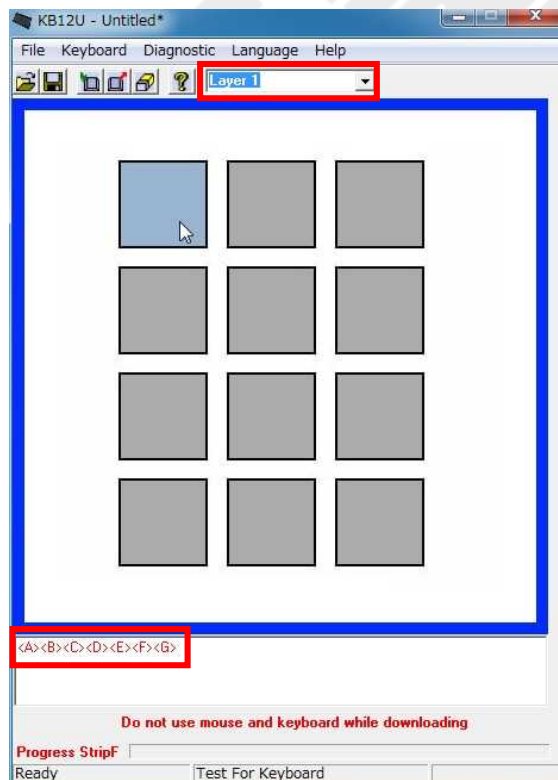 KB12U - Untitled*
File Keyboard Diagnostic Language Help
Layer 1
<A><B><C><D><E><F><G>
Do not use mouse and keyboard while downloading
Progress StripF
Ready Test For Keyboard